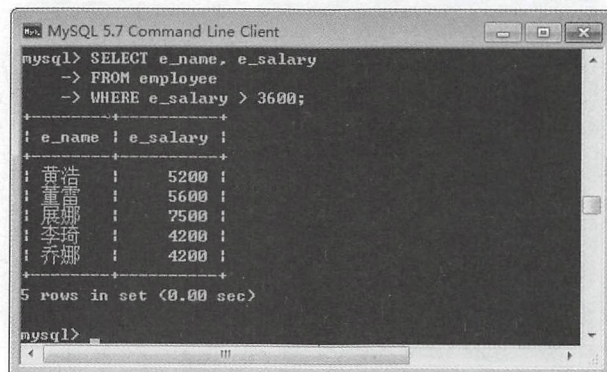 MySQL 5.7 Command Line Client
mysql> SELECT e_name, e_salary
    -> FROM employee
    -> WHERE e_salary > 3600;
+--------+----------+
| e_name | e_salary |
+--------+----------+
| 黄浩 | 5200 |
| 董雷 | 5600 |
| 展娜 | 7500 |
| 李琦 | 4200 |
| 乔娜 | 4200 |
+--------+----------+
5 rows in set (0.00 sec)
mysql>